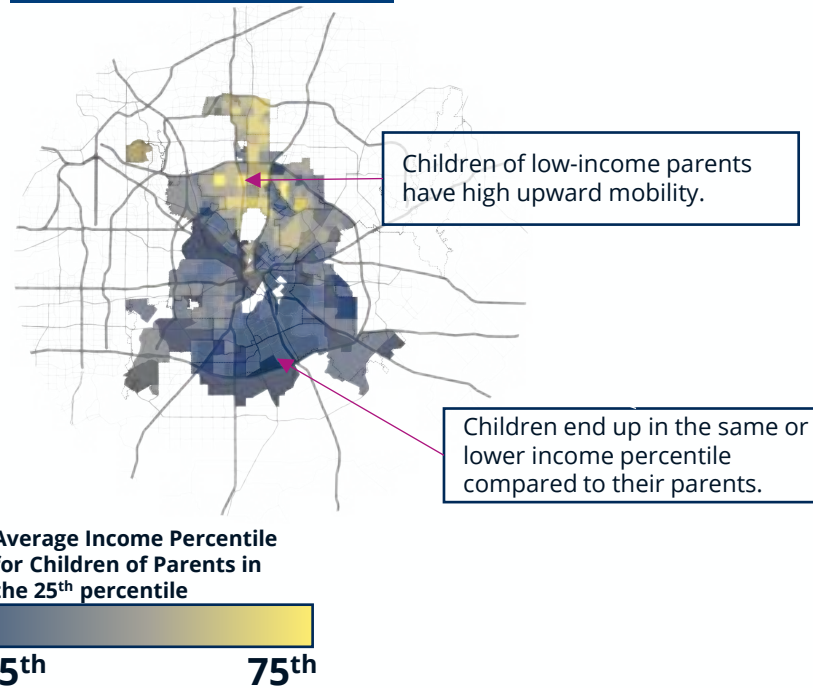 Children of low-income parents
have high upward mobility.
Children end up in the same or
lower income percentile
compared to their parents.
Average Income Percentile
for Children of Parents in
the 25th percentile
5th
75th